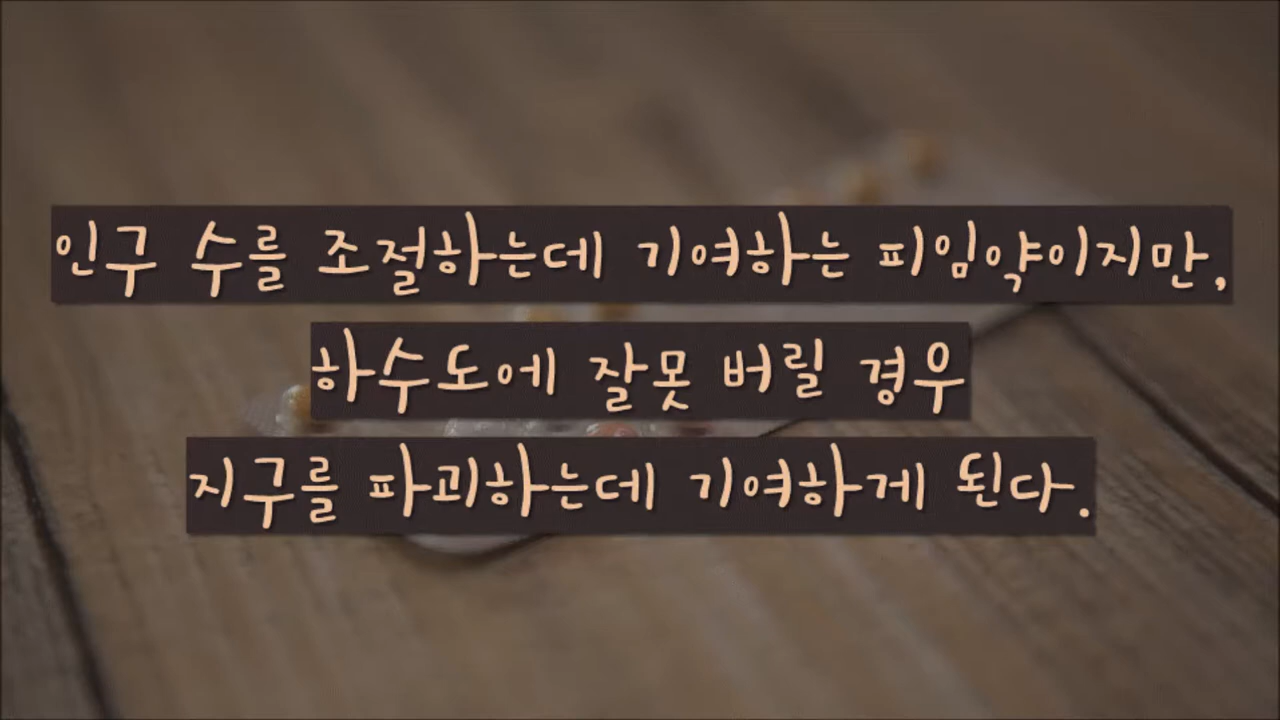 인구 수를 조절하는데 기여하는 피임약이지만,
하수도에 잘못 버릴 경우
지구를 파괴하는데 기여하게 된다.